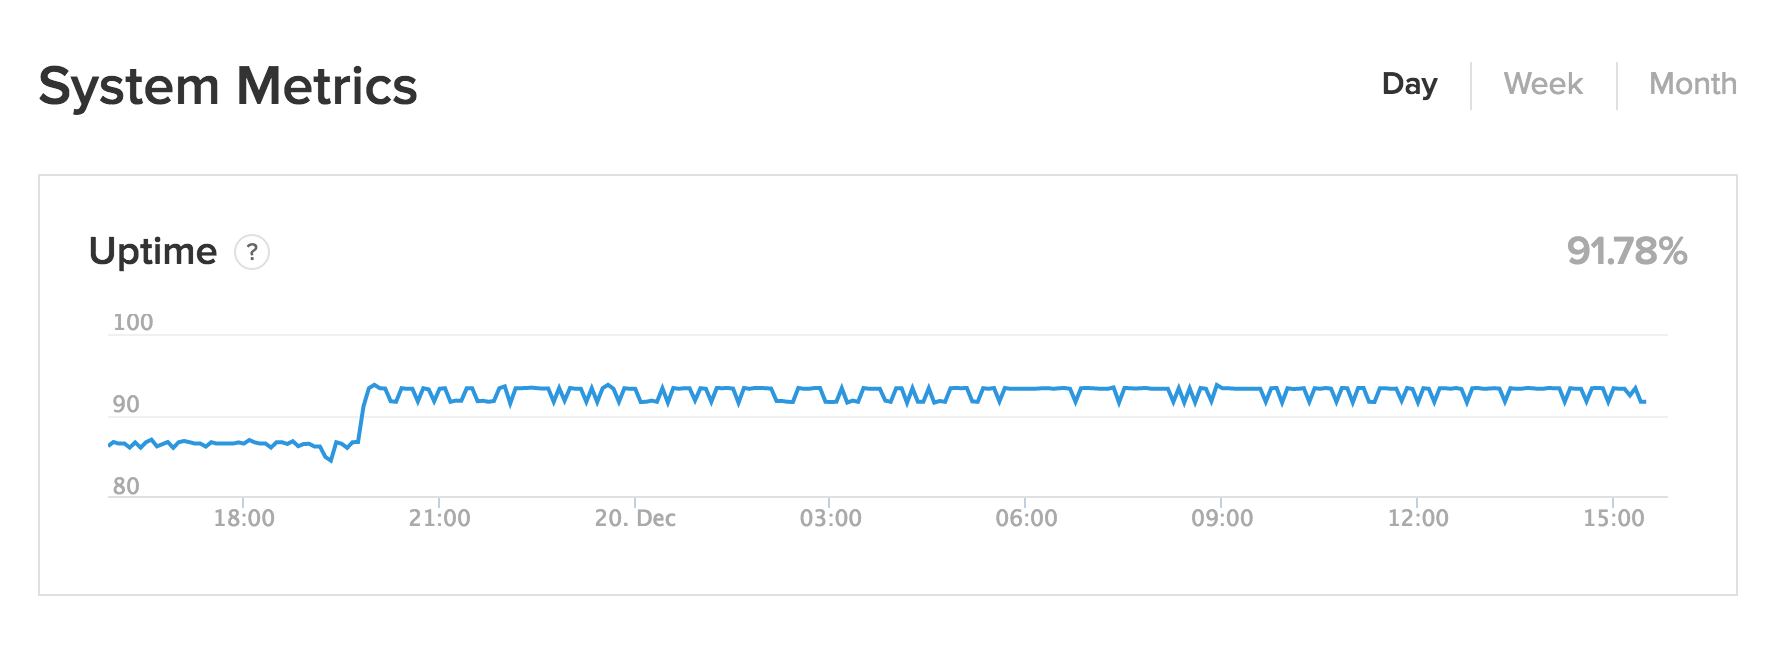 System Metrics
Day Week Month
Uptime ? 91.78%
100
90
80
18:00 21:00 20. Dec 03:00 06:00 09:00 12:00 15:00